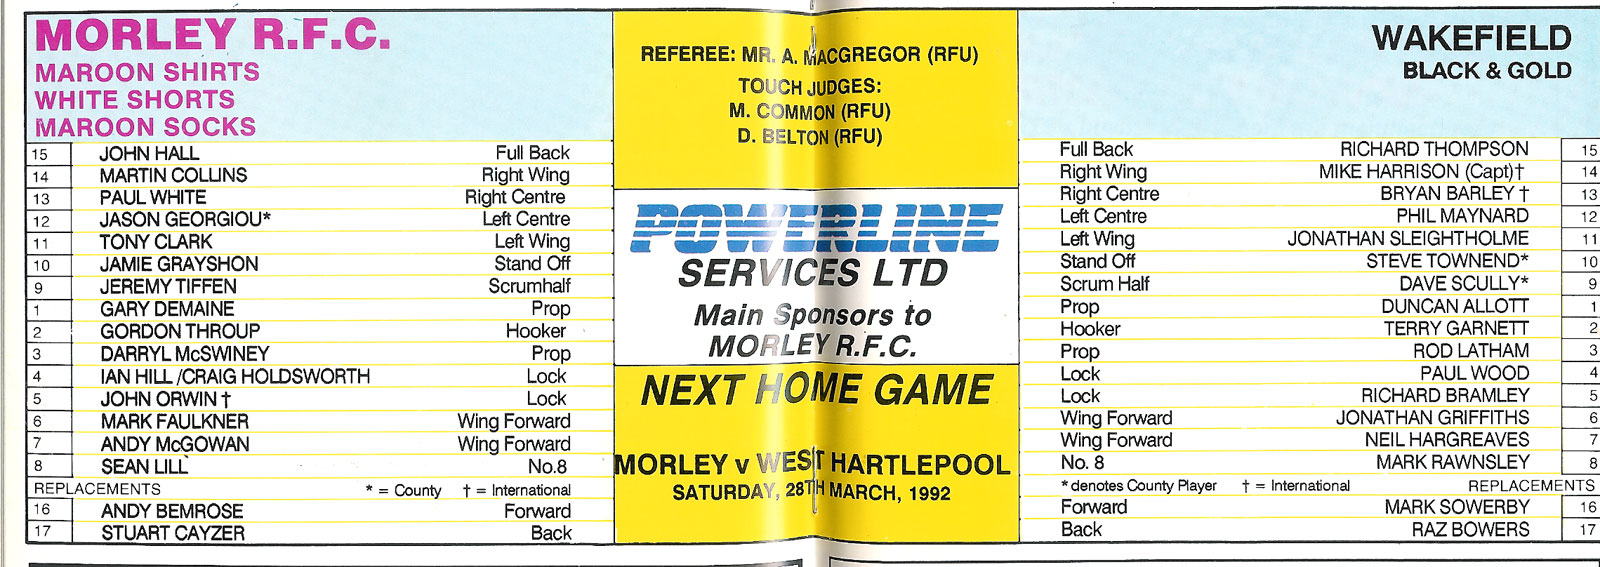 MORLEY R.F.C.
MAROON SHIRTS
WHITE SHORTS
MAROON SOCKS
15 JOHN HALL Full Back
14 MARTIN COLLINS Right Wing
13 PAUL WHITE Right Centre
12 JASON GEORGIOU* Left Centre
11 TONY CLARK Left Wing
10 JAMIE GRAYSHON Stand Off
9 JEREMY TIFFEN Scrumhalf
1 GARY DEMAINE Prop
2 GORDON THROUP Hooker
3 DARRYL McSWINEY Prop
4 IAN HILL /CRAIG HOLDSWORTH Lock
5 JOHN ORWIN † Lock
6 MARK FAULKNER Wing Forward
7 ANDY McGOWAN Wing Forward
8 SEAN LILL No.8
REPLACEMENTS * = County † = International
16 ANDY BEMROSE Forward
17 STUART CAYZER Back
REFEREE: MR. A. MACGREGOR (RFU)
TOUCH JUDGES:
M. COMMON (RFU)
D. BELTON (RFU)
POWERLINE
SERVICES LTD
Main Sponsors to
MORLEY R.F.C.
NEXT HOME GAME
MORLEY v WEST HARTLEPOOL
SATURDAY, 28TH MARCH, 1992
WAKEFIELD
BLACK & GOLD
Full Back RICHARD THOMPSON 15
Right Wing MIKE HARRISON (Capt)† 14
Right Centre BRYAN BARLEY † 13
Left Centre PHIL MAYNARD 12
Left Wing JONATHAN SLEIGHTHOLME 11
Stand Off STEVE TOWNEND* 10
Scrum Half DAVE SCULLY* 9
Prop DUNCAN ALLOTT 1
Hooker TERRY GARNETT 2
Prop ROD LATHAM 3
Lock PAUL WOOD 4
Lock RICHARD BRAMLEY 5
Wing Forward JONATHAN GRIFFITHS 6
Wing Forward NEIL HARGREAVES 7
No. 8 MARK RAWNSLEY 8
* denotes County Player † = International REPLACEMENTS
Forward MARK SOWERBY 16
Back RAZ BOWERS 17